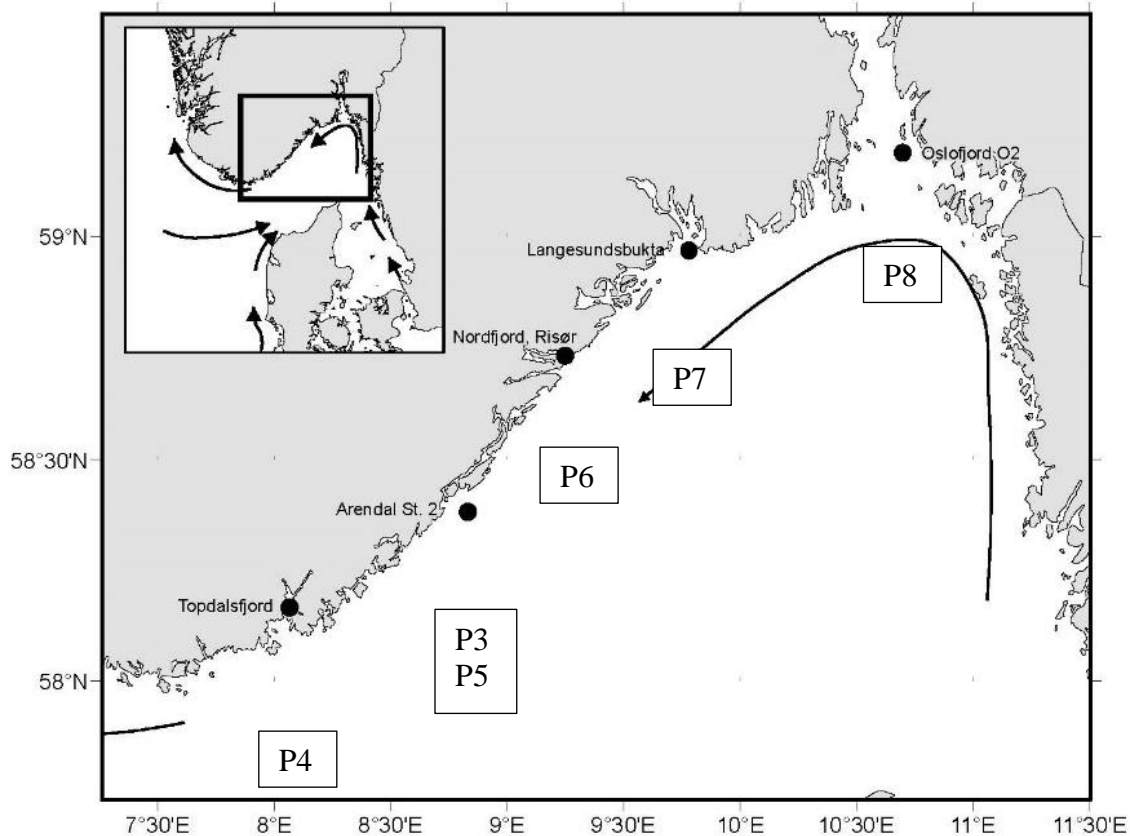 Oslofjord O2
59°N
Langesundsbukta
P8
Nordfjord, Risør
P7
58°30'N
P6
Arendal St. 2
Topdalsfjord
P3
P5
58°N
P4
7°30'E 8°E 8°30'E 9°E 9°30'E 10°E 10°30'E 11°E 11°30'E